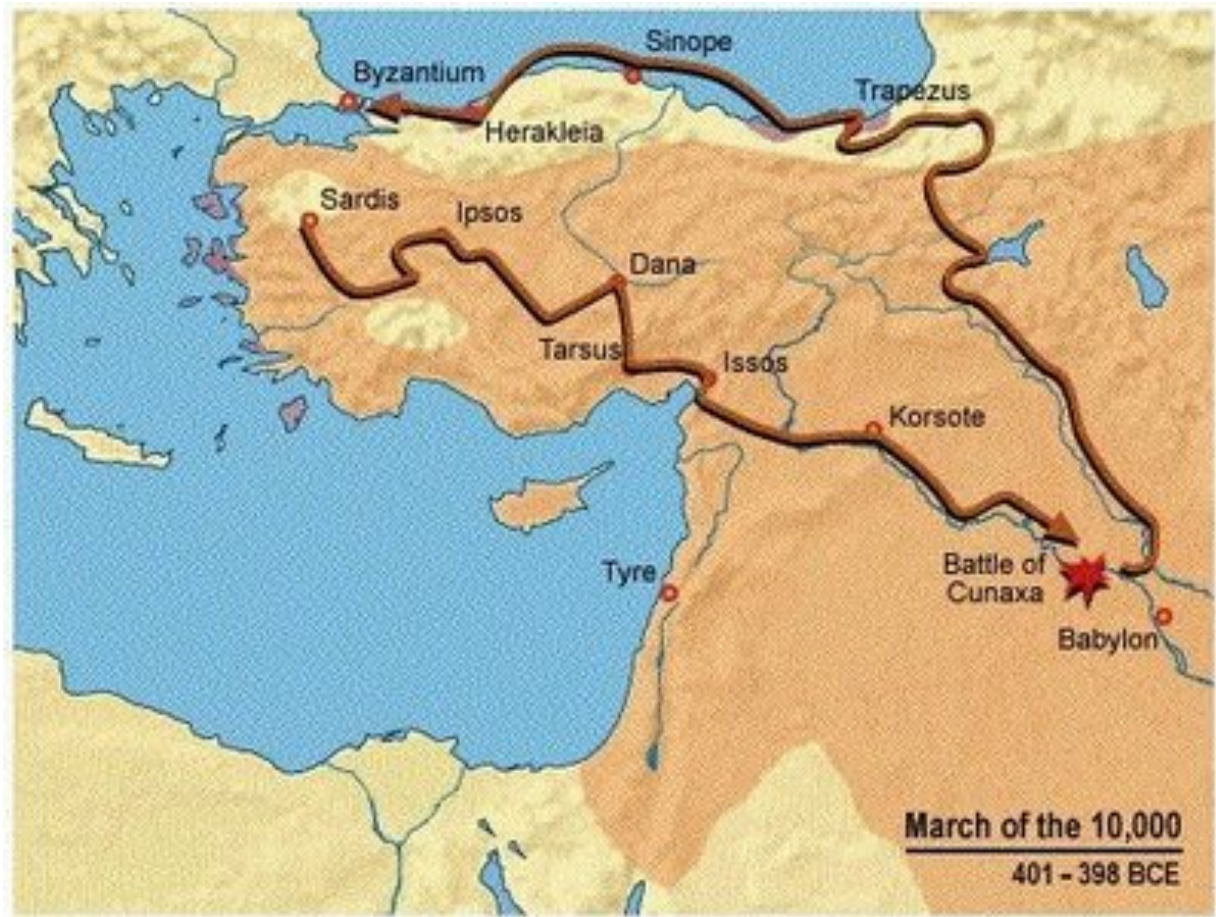 Sinope
Byzantium
Trapezus
Herakleia
Sardis
Ipsos
Dana
Tarsus
Issos
Korsote
Battle of
Cunaxa
Tyre
Babylon
March of the 10,000
401 – 398 BCE